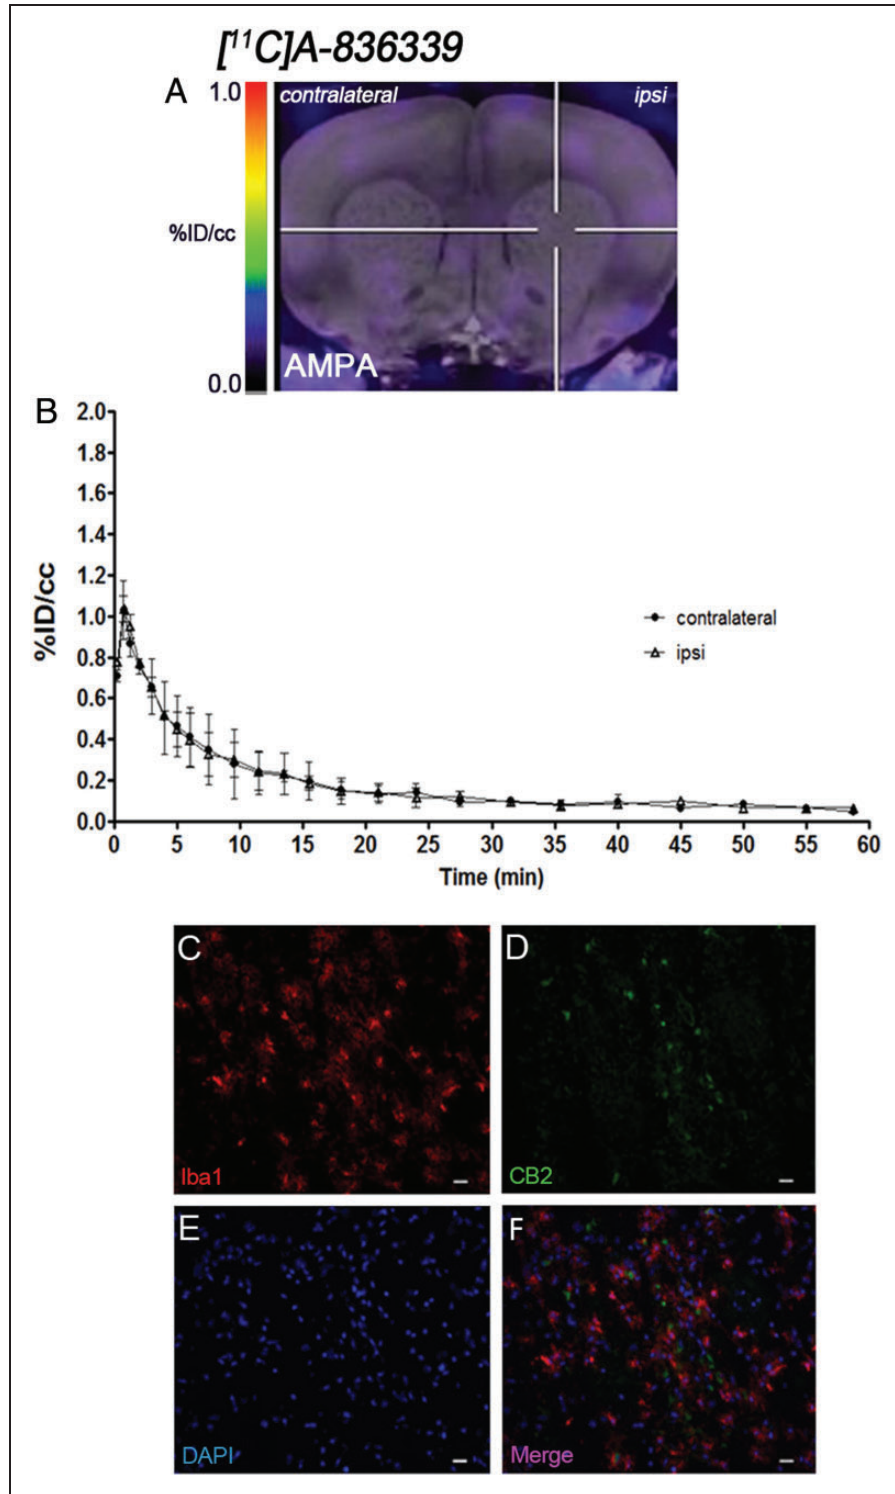 [¹¹C]A-836339
A
1.0
contralateral
ipsi
%ID/cc
0.0
AMPA
B
2.0
1.8
1.6
1.4
1.2
1.0
0.8
0.6
0.4
0.2
0.0
%ID/cc
contralateral
ipsi
0 5 10 15 20 25 30 35 40 45 50 55 60
Time (min)
C
Iba1
D
CB2
E
DAPI
F
Merge